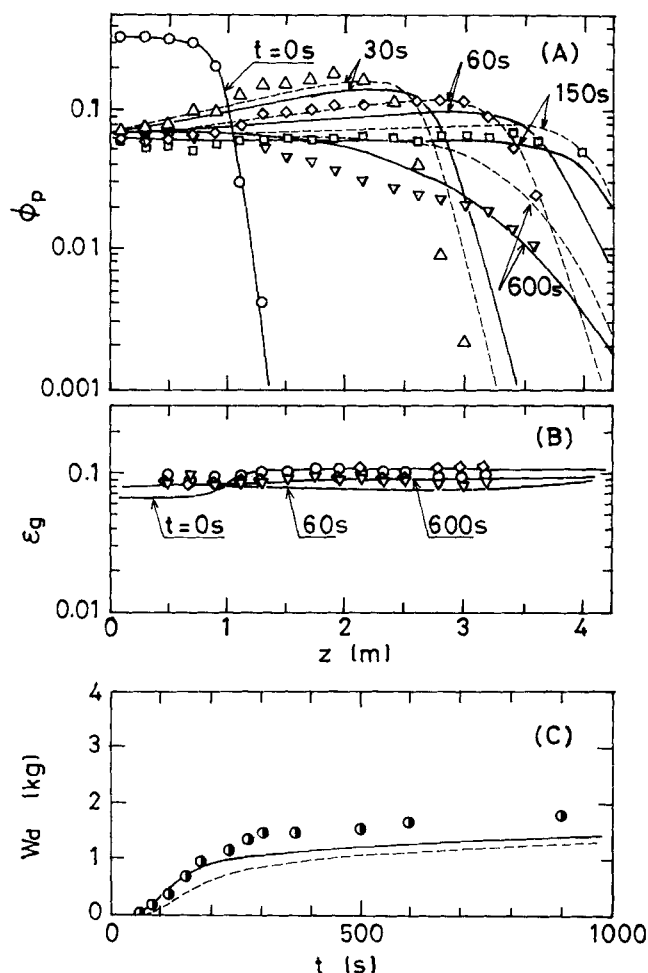 t=0s 30s 60s (A)
150s
0.1
ϕp
0.01
600s
0.001
(B)
0.1
εg
t=0s 60s 600s
0.01
0 1 2 3 4
z (m)
4
(C)
3
Wd (kg)
2
1
0
0 500 1000
t (s)